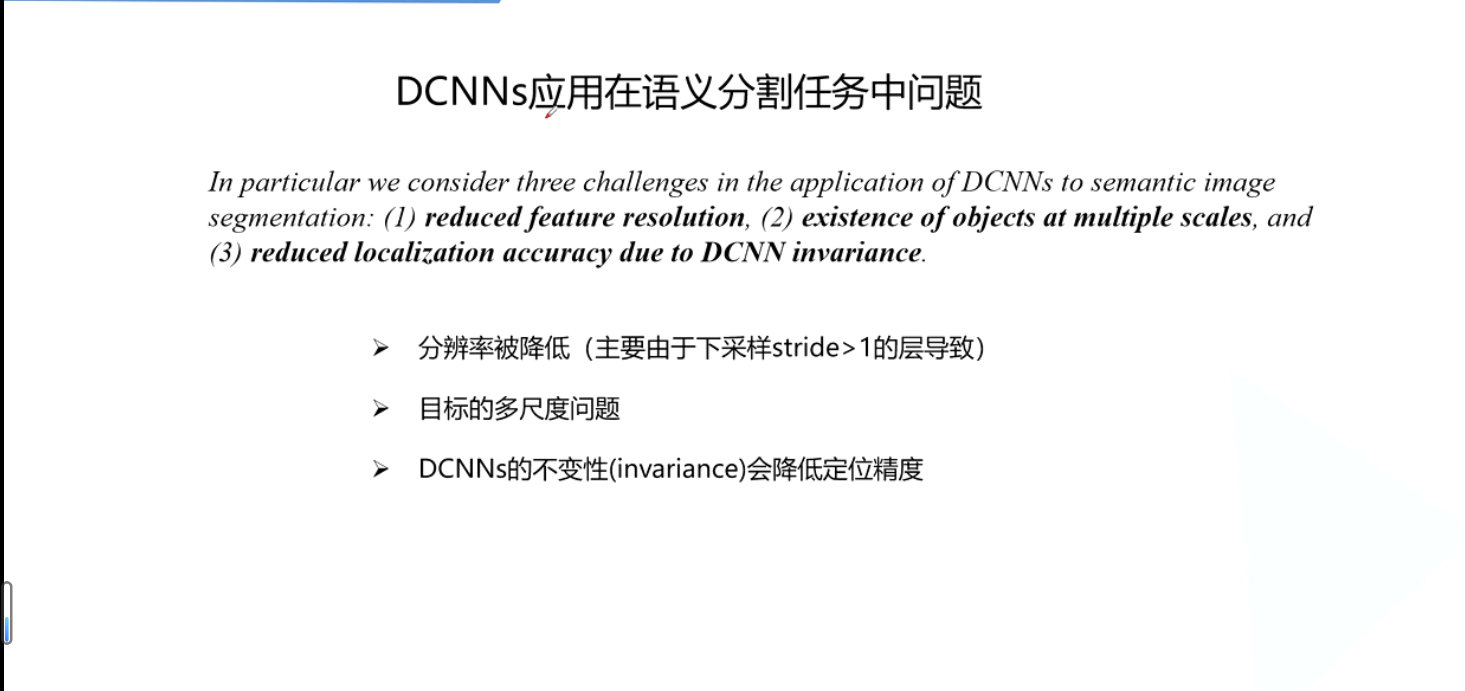 DCNNs应用在语义分割任务中问题
In particular we consider three challenges in the application of DCNNs to semantic image
segmentation: (1) reduced feature resolution, (2) existence of objects at multiple scales, and
(3) reduced localization accuracy due to DCNN invariance.
➢ 分辨率被降低（主要由于下采样stride>1的层导致）
➢ 目标的多尺度问题
➢ DCNNs的不变性(invariance)会降低定位精度